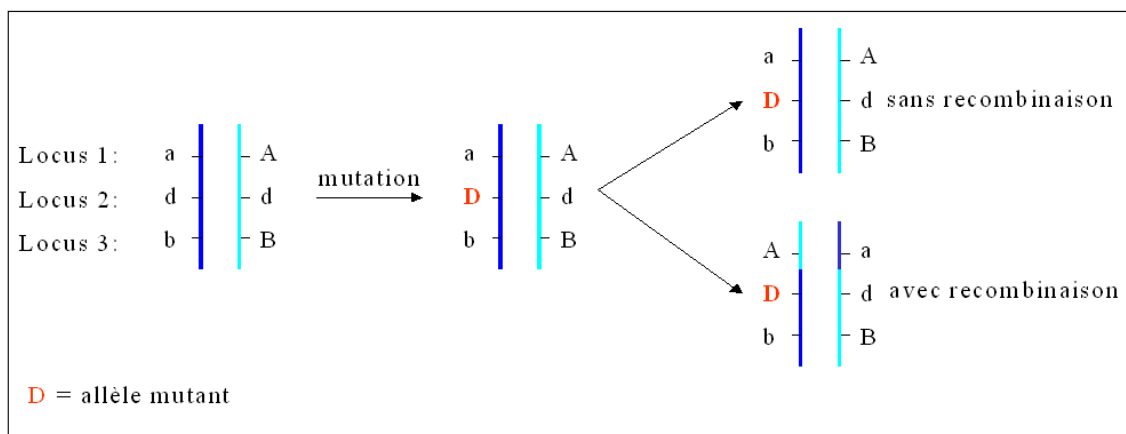 a A
D d sans recombinaison
b B
Locus 1: a A a A
mutation
Locus 2: d d D d
Locus 3: b B b B
A a
D d avec recombinaison
b B
D = allèle mutant